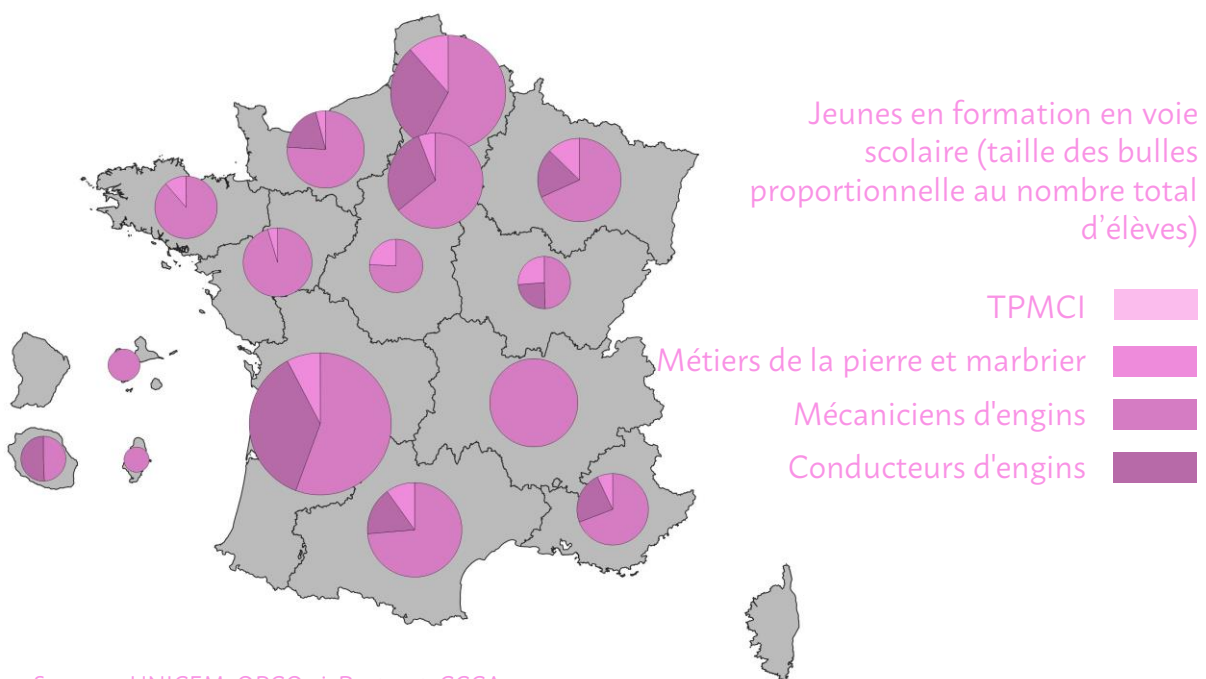 Jeunes en formation en voie
scolaire (taille des bulles
proportionnelle au nombre total
d'élèves)
TPMCI
Métiers de la pierre et marbrier
Mécaniciens d'engins
Conducteurs d'engins